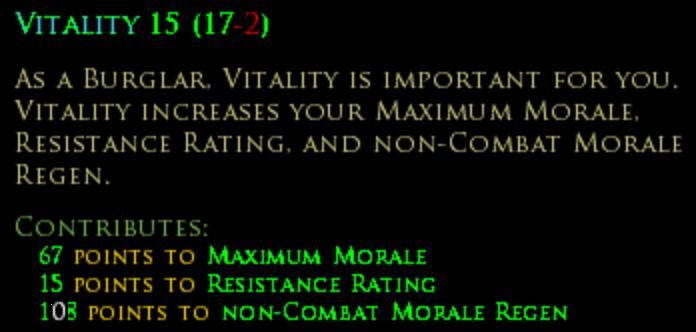 Vitality 15 (17-2)
As a Burglar, Vitality is important for you.
Vitality increases your Maximum Morale,
Resistance Rating, and non-Combat Morale
Regen.
Contributes:
67 points to Maximum Morale
15 points to Resistance Rating
108 points to non-Combat Morale Regen